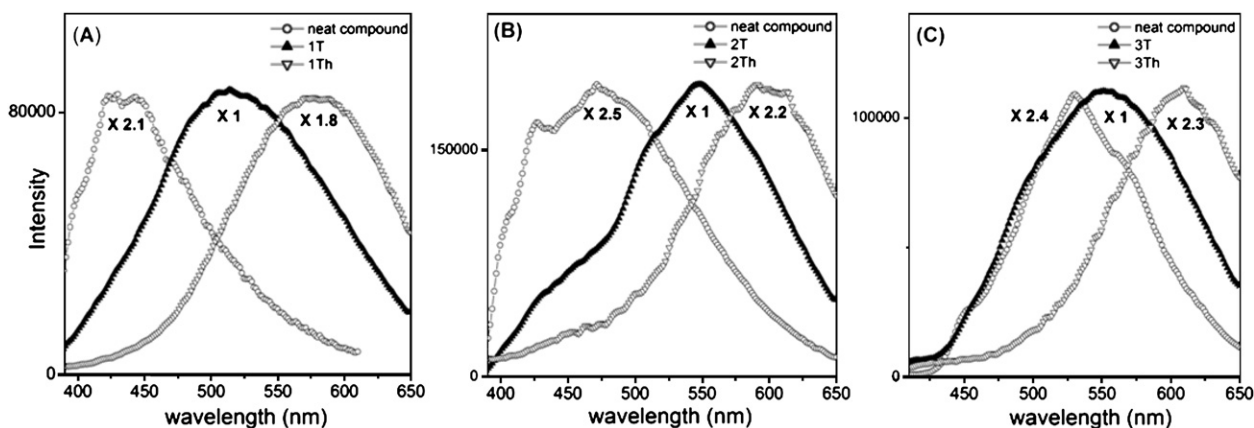 (A)
neat compound
1T
1Th
X 2.1
X 1
X 1.8
80000
0
Intensity
400
450
500
550
600
650
wavelength (nm)
(B)
neat compound
2T
2Th
X 2.5
X 1
X 2.2
150000
0
400
450
500
550
600
650
wavelength (nm)
(C)
neat compound
3T
3Th
X 2.4
X 1
X 2.3
100000
0
450
500
550
600
650
wavelength (nm)